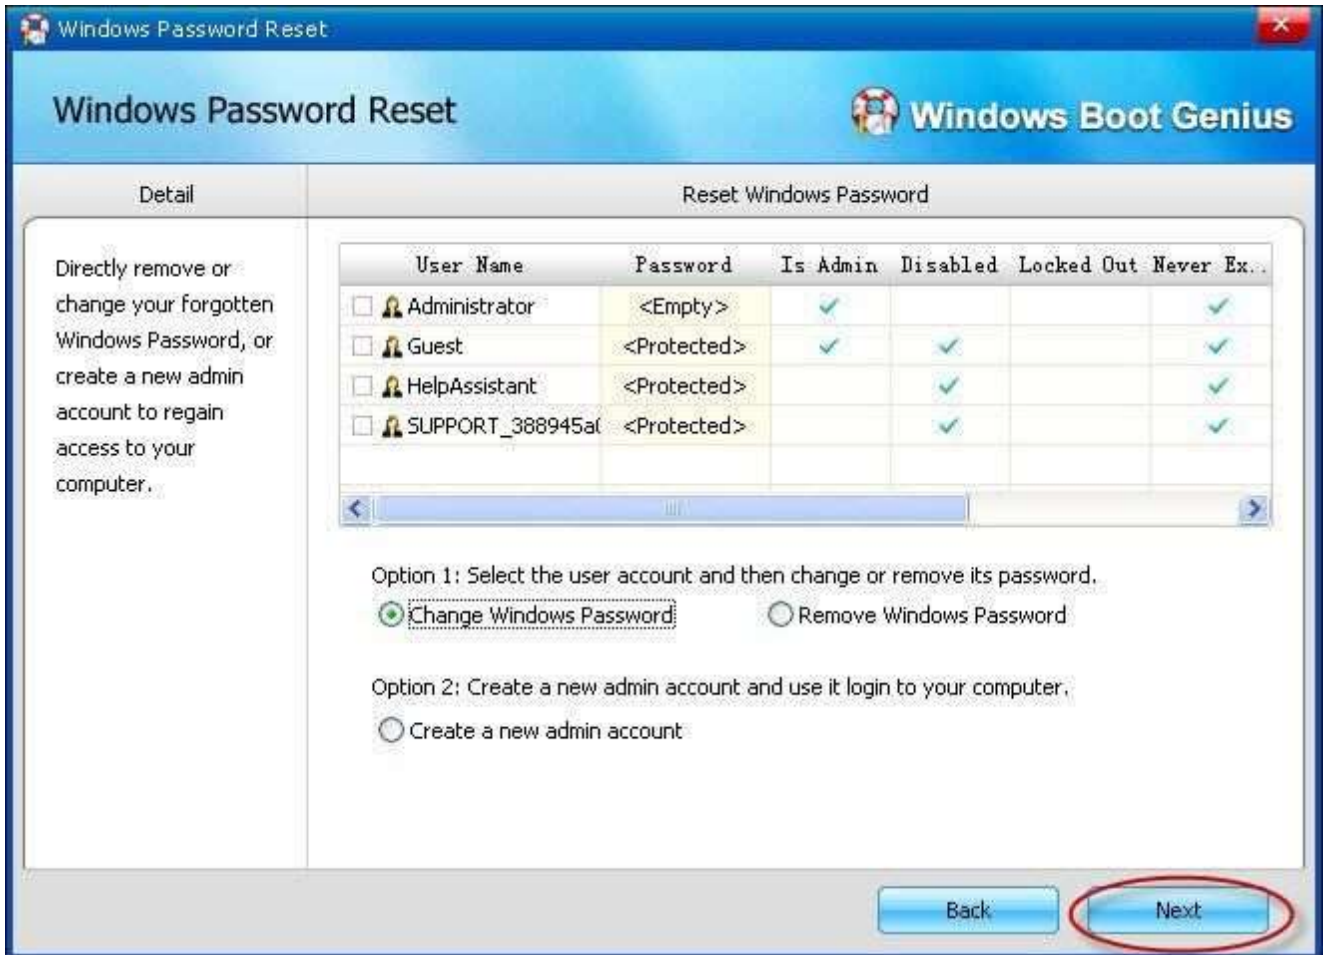 Windows Password Reset
Windows Password Reset
Windows Boot Genius
Detail
Reset Windows Password
Directly remove or
change your forgotten
Windows Password, or
create a new admin
account to regain
access to your
computer.
User Name Password Is Admin Disabled Locked Out Never Ex..
Administrator <Empty>
Guest <Protected>
HelpAssistant <Protected>
SUPPORT_388945a( <Protected>
Option 1: Select the user account and then change or remove its password.
Change Windows Password Remove Windows Password
Option 2: Create a new admin account and use it login to your computer.
Create a new admin account
Back Next